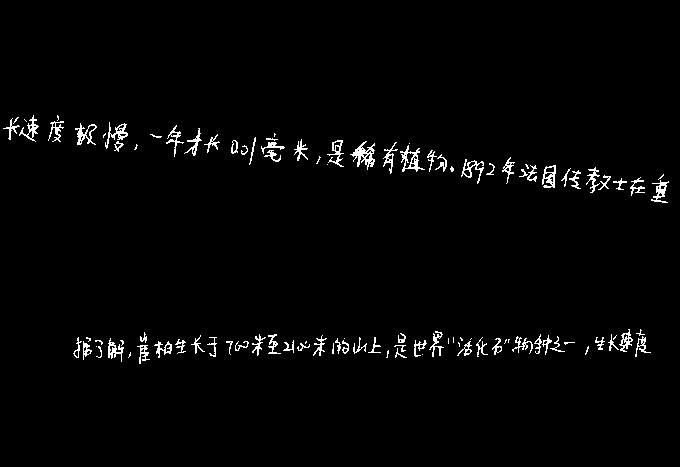 长速度极慢，一年才长0.01毫米，是稀有植物。1892年法国传教士在重
据了解，崖柏生长于700米至2100米的山上，是世界“活化石”物种之一，生长速度